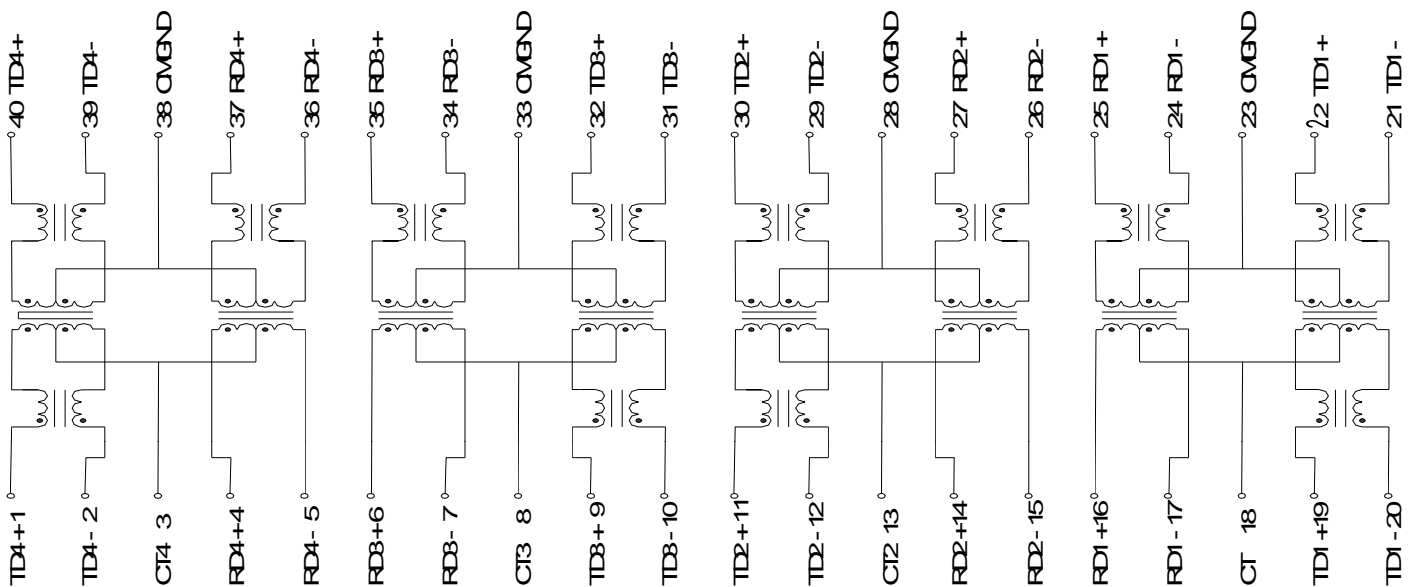 40 TD4+
39 TD4-
38 CMGND
37 RD4+
36 RD4-
35 RD3+
34 RD3-
33 CMGND
32 TD3+
31 TD3-
30 TD2+
29 TD2-
28 CMGND
27 RD2+
26 RD2-
25 RD1+
24 RD1-
23 CMGND
22 TD1+
21 TD1-
TD4+1
TD4- 2
CT4 3
RD4+4
RD4- 5
RD3+6
RD3- 7
CT3 8
TD3+ 9
TD3-10
TD2+11
TD2-12
CT2 13
RD2+14
RD2-15
RD1+16
RD1-17
CT 18
TD1+19
TD1-20